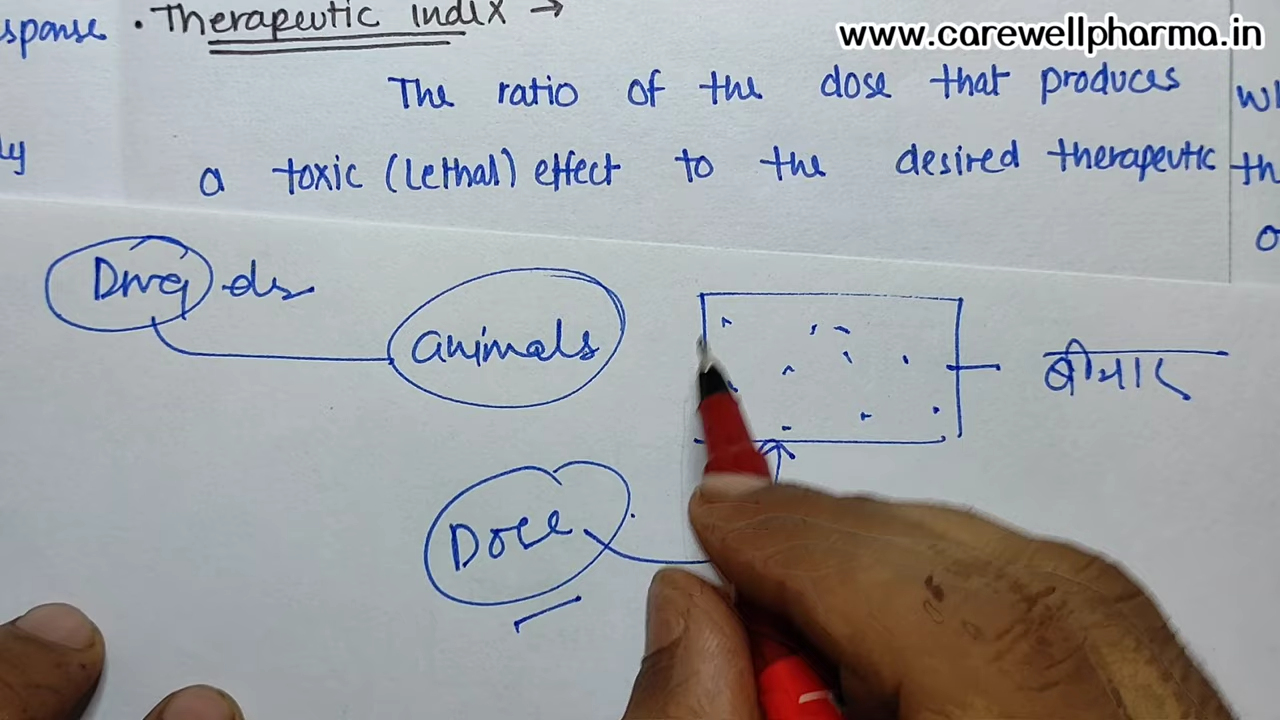 www.carewellpharma.in
sponse • Therapeutic index →
The ratio of the dose that produces
a toxic (lethal) effect to the desired therapeutic
Drug
animals
बीमार
Dose